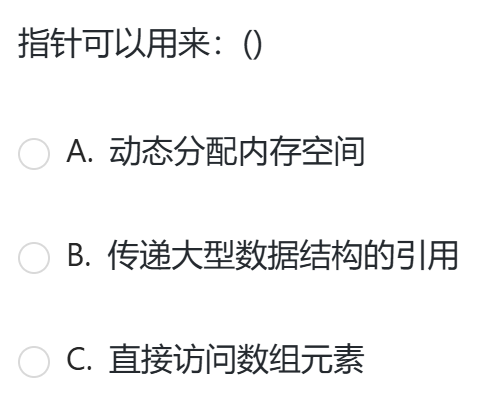 指针可以用来：()
A. 动态分配内存空间
B. 传递大型数据结构的引用
C. 直接访问数组元素